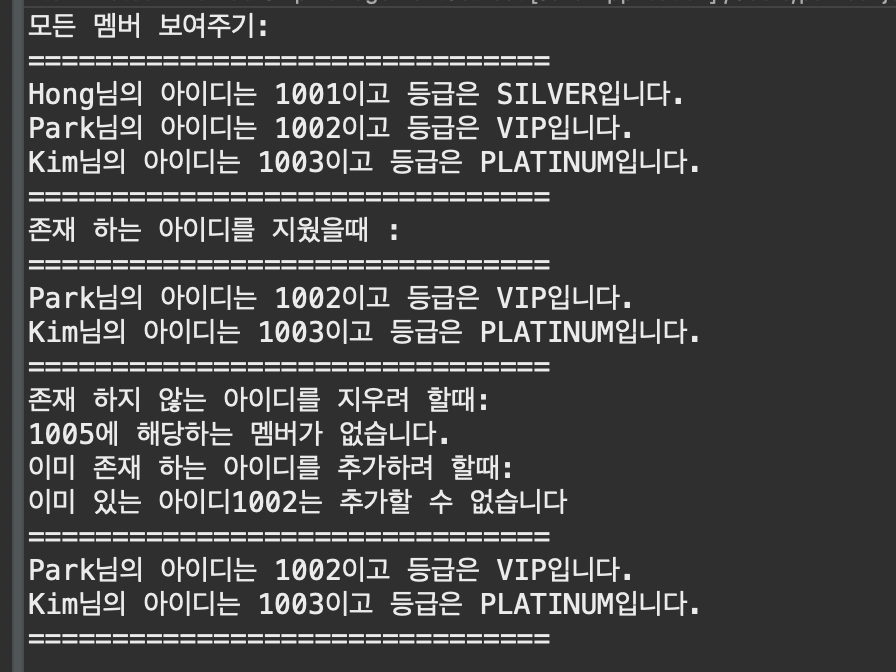 모든 멤버 보여주기:
===============================
Hong님의 아이디는 1001이고 등급은 SILVER입니다.
Park님의 아이디는 1002이고 등급은 VIP입니다.
Kim님의 아이디는 1003이고 등급은 PLATINUM입니다.
===============================
존재 하는 아이디를 지웠을때 :
===============================
Park님의 아이디는 1002이고 등급은 VIP입니다.
Kim님의 아이디는 1003이고 등급은 PLATINUM입니다.
===============================
존재 하지 않는 아이디를 지우려 할때:
1005에 해당하는 멤버가 없습니다.
이미 존재 하는 아이디를 추가하려 할때:
이미 있는 아이디1002는 추가할 수 없습니다
===============================
Park님의 아이디는 1002이고 등급은 VIP입니다.
Kim님의 아이디는 1003이고 등급은 PLATINUM입니다.
===============================